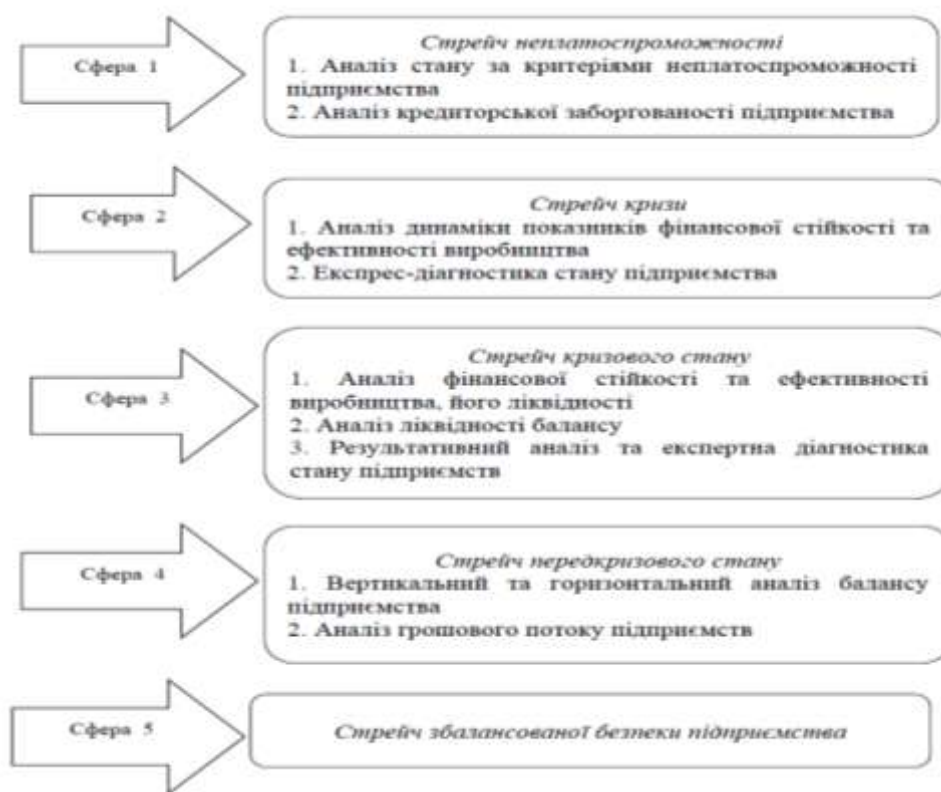 Сфера 1
Стрейч неплатоспроможності
1. Аналіз стану за критеріями неплатоспроможності
підприємства
2. Аналіз кредиторської заборгованості підприємства
Сфера 2
Стрейч кризи
1. Аналіз динаміки показників фінансової стійкості та
ефективності виробництва
2. Експрес-діагностика стану підприємства
Сфера 3
Стрейч кризового стану
1. Аналіз фінансової стійкості та ефективності
виробництва, його ліквідності
2. Аналіз ліквідності балансу
3. Результативний аналіз та експертна діагностика
стану підприємств
Сфера 4
Стрейч передкризового стану
1. Вертикальний та горизонтальний аналіз балансу
підприємства
2. Аналіз грошового потоку підприємств
Сфера 5
Стрейч збалансованої безпеки підприємства